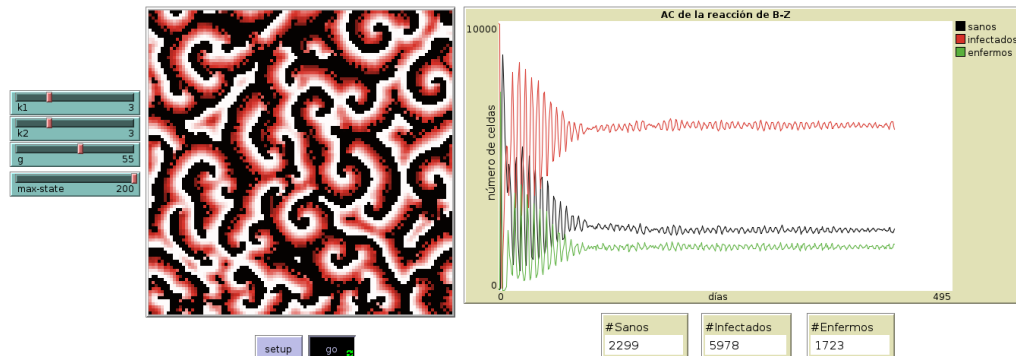 k1 3
k2 3
g 55
max-state 200
AC de la reacción de B-Z
10000
número de celdas
0
0 días 495
sanos
infectados
enfermos
#Sanos
2299
#Infectados
5978
#Enfermos
1723
setup
go